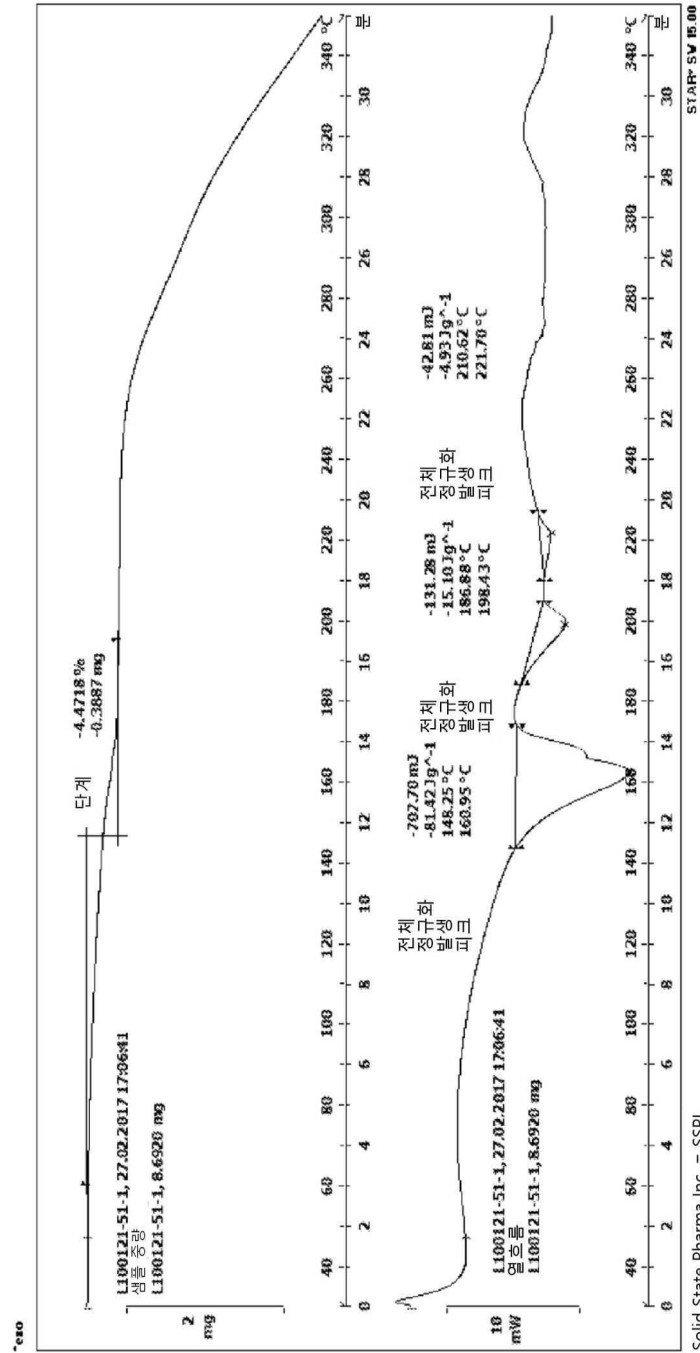 ^exo
단계 -4.4718 %
-0.3887 mg
L100121-51-1, 27.02.2017 17:06:41
샘플 중량
L100121-51-1, 8.6920 mg
2
mg
40 60 80 100 120 140 160 180 200 220 240 260 280 300 320 340 °C
0 2 4 6 8 10 12 14 16 18 20 22 24 26 28 30 분
전체 -707.70 mJ
정규화 -81.42 Jg^-1
발생 148.25 °C
피크 160.95 °C
전체 -131.28 mJ
정규화 -15.10 Jg^-1
발생 186.88 °C
피크 198.43 °C
전체 -42.81 mJ
정규화 -4.93 Jg^-1
발생 210.62 °C
피크 221.70 °C
L100121-51-1, 27.02.2017 17:06:41
열흐름
L100121-51-1, 8.6920 mg
10
mW
40 60 80 100 120 140 160 180 200 220 240 260 280 300 320 340 °C
0 2 4 6 8 10 12 14 16 18 20 22 24 26 28 30 분
Solid State Pharma Inc. – SSPI
STARe SW 15.00